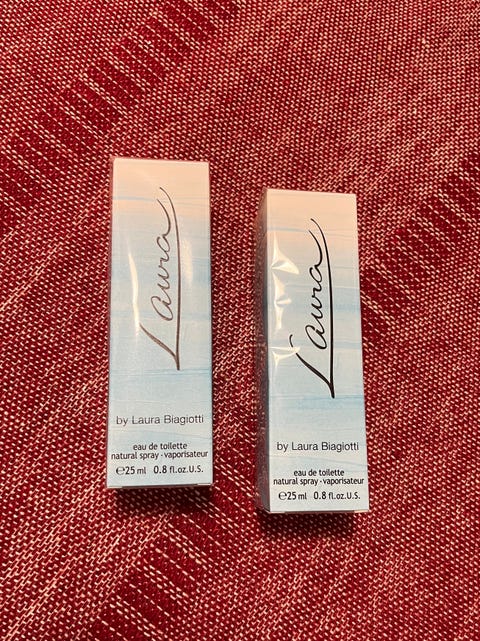 Laura
by Laura Biagiotti
eau de toilette
natural spray · vaporisateur
℮25 ml 0.8 fl.oz.U.S.
Laura
by Laura Biagiotti
eau de toilette
natural spray · vaporisateur
℮25 ml 0.8 fl.oz.U.S.